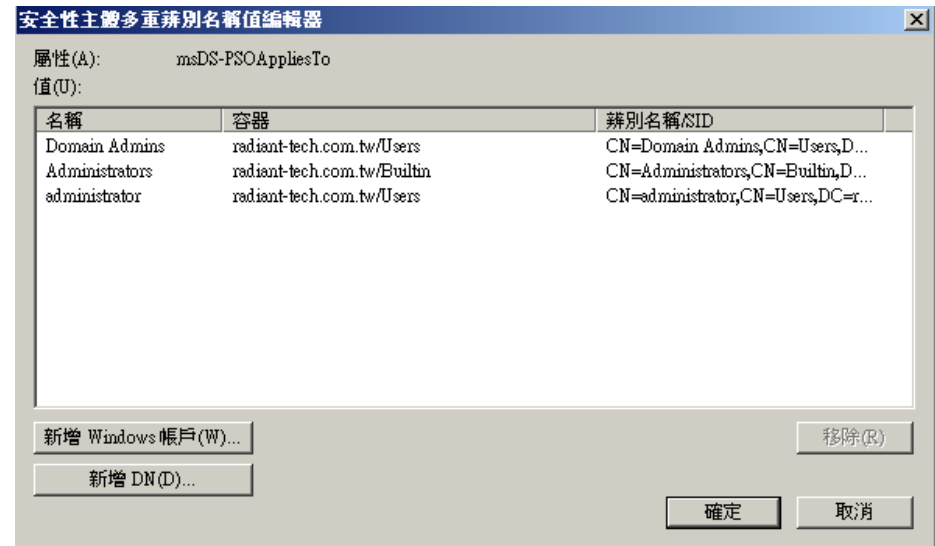 安全性主體多重辨別名稱值編輯器
屬性(A): msDS-PSOAppliesTo
值(U):
名稱 容器 辨別名稱/SID
Domain Admins radiant-tech.com.tw/Users CN=Domain Admins,CN=Users,D...
Administrators radiant-tech.com.tw/Builtin CN=Administrators,CN=Builtin,D...
administrator radiant-tech.com.tw/Users CN=administrator,CN=Users,DC=r...
新增 Windows 帳戶(W)... 移除(R)
新增 DN(D)...
確定 取消